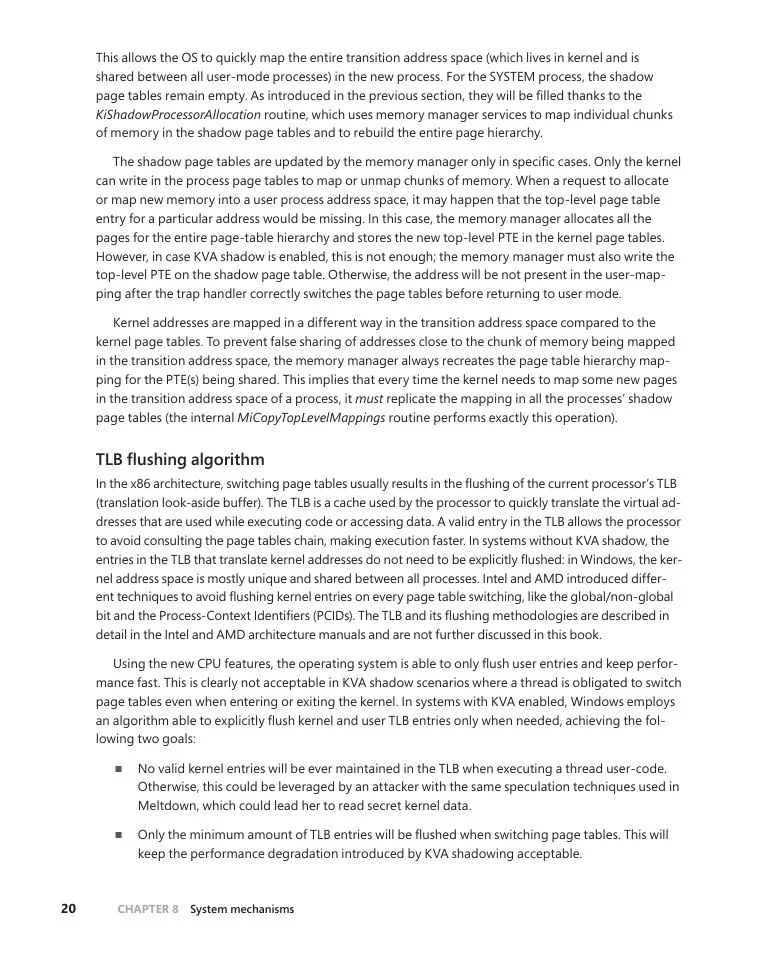 This allows the OS to quickly map the entire transition address space (which lives in kernel and is
shared between all user-mode processes) in the new process. For the SYSTEM process, the shadow
page tables remain empty. As introduced in the previous section, they will be filled thanks to the
KiShadowProcessorAllocation routine, which uses memory manager services to map individual chunks
of memory in the shadow page tables and to rebuild the entire page hierarchy.
The shadow page tables are updated by the memory manager only in specific cases. Only the kernel
can write in the process page tables to map or unmap chunks of memory. When a request to allocate
or map new memory into a user process address space, it may happen that the top-level page table
entry for a particular address would be missing. In this case, the memory manager allocates all the
pages for the entire page-table hierarchy and stores the new top-level PTE in the kernel page tables.
However, in case KVA shadow is enabled, this is not enough; the memory manager must also write the
top-level PTE on the shadow page table. Otherwise, the address will be not present in the user-map-
ping after the trap handler correctly switches the page tables before returning to user mode.
Kernel addresses are mapped in a different way in the transition address space compared to the
kernel page tables. To prevent false sharing of addresses close to the chunk of memory being mapped
in the transition address space, the memory manager always recreates the page table hierarchy map-
ping for the PTE(s) being shared. This implies that every time the kernel needs to map some new pages
in the transition address space of a process, it must replicate the mapping in all the processes' shadow
page tables (the internal MiCopyTopLevelMappings routine performs exactly this operation).
TLB flushing algorithm
In the x86 architecture, switching page tables usually results in the flushing of the current processor's TLB
(translation look-aside buffer). The TLB is a cache used by the processor to quickly translate the virtual ad-
dresses that are used while executing code or accessing data. A valid entry in the TLB allows the processor
to avoid consulting the page tables chain, making execution faster. In systems without KVA shadow, the
entries in the TLB that translate kernel addresses do not need to be explicitly flushed: in Windows, the ker-
nel address space is mostly unique and shared between all processes. Intel and AMD introduced differ-
ent techniques to avoid flushing kernel entries on every page table switching, like the global/non-global
bit and the Process-Context Identifiers (PCIDs). The TLB and its flushing methodologies are described in
detail in the Intel and AMD architecture manuals and are not further discussed in this book.
Using the new CPU features, the operating system is able to only flush user entries and keep perfor-
mance fast. This is clearly not acceptable in KVA shadow scenarios where a thread is obligated to switch
page tables even when entering or exiting the kernel. In systems with KVA enabled, Windows employs
an algorithm able to explicitly flush kernel and user TLB entries only when needed, achieving the fol-
lowing two goals:
■ No valid kernel entries will be ever maintained in the TLB when executing a thread user-code.
Otherwise, this could be leveraged by an attacker with the same speculation techniques used in
Meltdown, which could lead her to read secret kernel data.
■ Only the minimum amount of TLB entries will be flushed when switching page tables. This will
keep the performance degradation introduced by KVA shadowing acceptable.
20 CHAPTER 8 System mechanisms